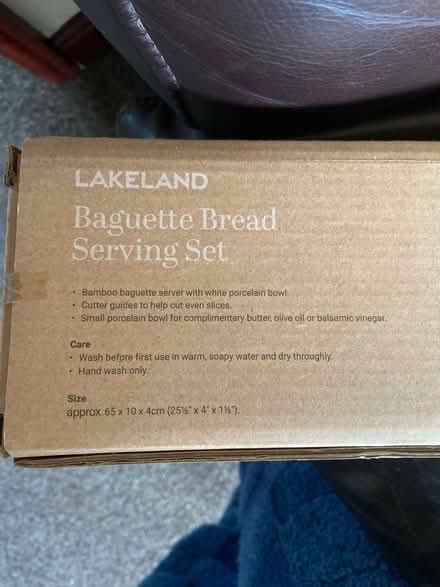 LAKELAND
Baguette Bread
Serving Set
• Bamboo baguette server with white porcelain bowl.
• Cutter guides to help cut even slices.
• Small porcelain bowl for complimentary butter, olive oil or balsamic vinegar.
Care
• Wash before first use in warm, soapy water and dry throughly.
• Hand wash only.
Size
approx. 65 x 10 x 4cm (25½" x 4" x 1½").